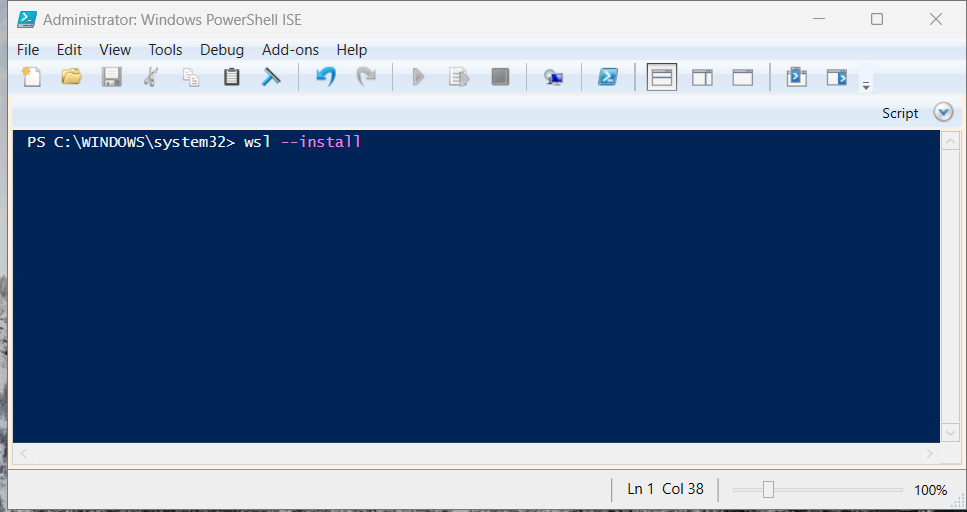 Administrator: Windows PowerShell ISE
File Edit View Tools Debug Add-ons Help
Script
PS C:\WINDOWS\system32> wsl --install
Ln 1 Col 38
100%